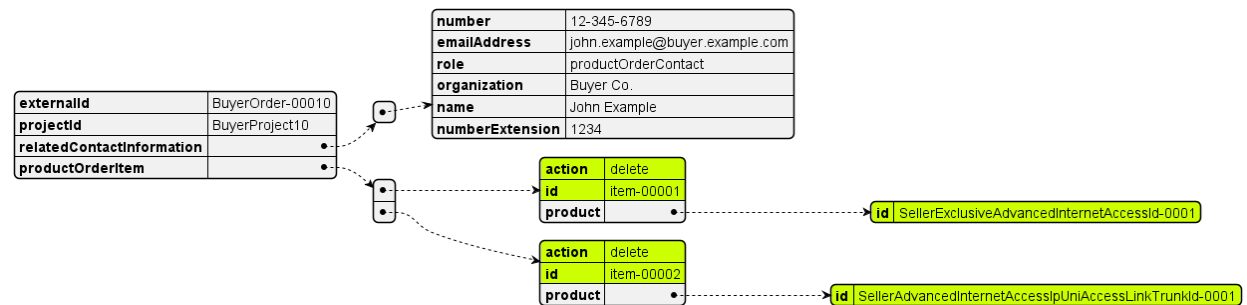 number 12-345-6789
emailAddress john.example@buyer.example.com
role productOrderContact
organization Buyer Co.
name John Example
numberExtension 1234
externalId BuyerOrder-00010
projectId BuyerProject10
relatedContactInformation
productOrderItem
action delete
id item-00001
product
id SellerExclusiveAdvancedInternetAccessId-0001
action delete
id item-00002
product
id SellerAdvancedInternetAccessIpUniAccessLinkTrunkId-0001